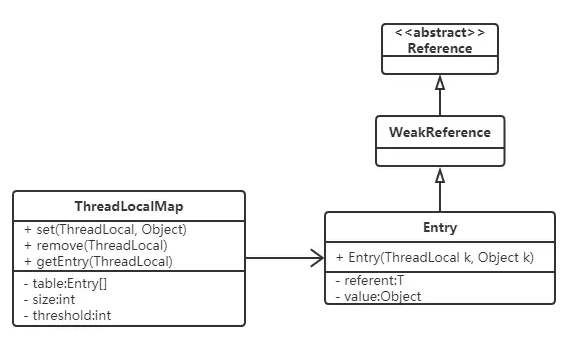 <<abstract>>
Reference
WeakReference
ThreadLocalMap
+ set(ThreadLocal, Object)
+ remove(ThreadLocal)
+ getEntry(ThreadLocal)
- table:Entry[]
- size:int
- threshold:int
Entry
+ Entry(ThreadLocal k, Object k)
- referent:T
- value:Object